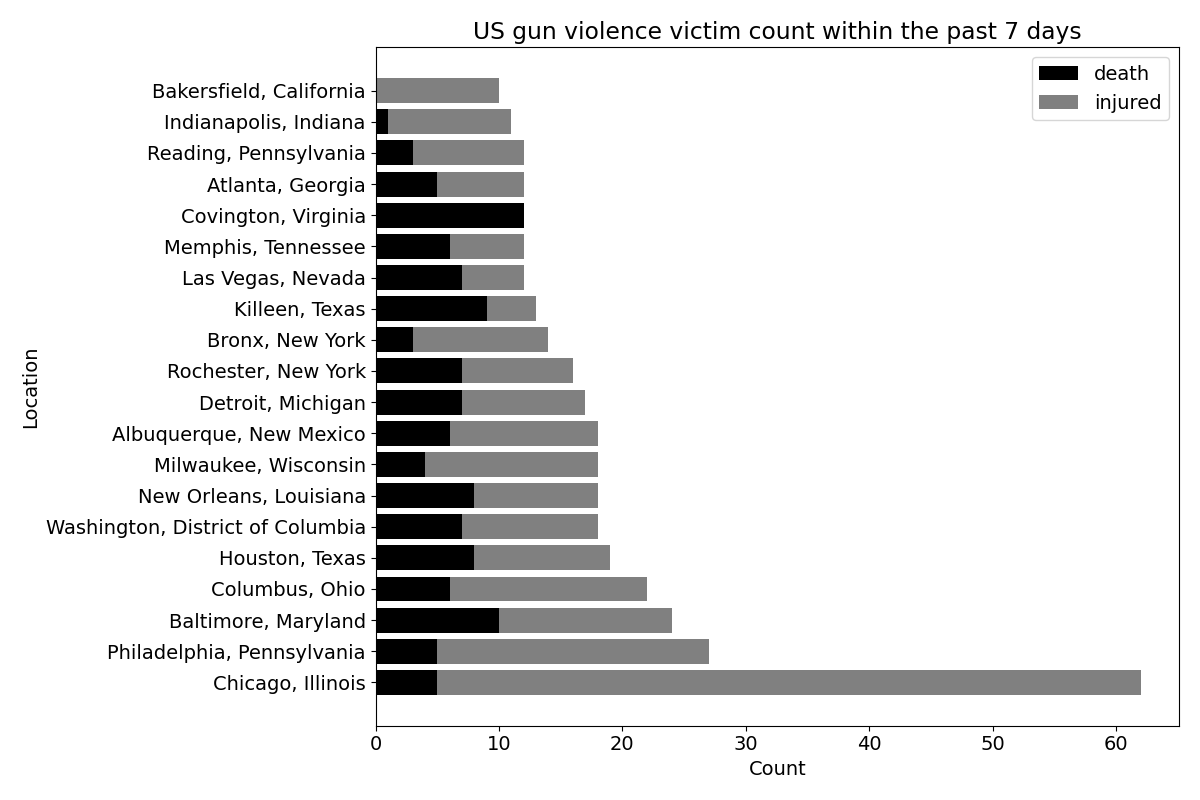 US gun violence victim count within the past 7 days
death
injured
Location
Bakersfield, California
Indianapolis, Indiana
Reading, Pennsylvania
Atlanta, Georgia
Covington, Virginia
Memphis, Tennessee
Las Vegas, Nevada
Killeen, Texas
Bronx, New York
Rochester, New York
Detroit, Michigan
Albuquerque, New Mexico
Milwaukee, Wisconsin
New Orleans, Louisiana
Washington, District of Columbia
Houston, Texas
Columbus, Ohio
Baltimore, Maryland
Philadelphia, Pennsylvania
Chicago, Illinois
0 10 20 30 40 50 60
Count